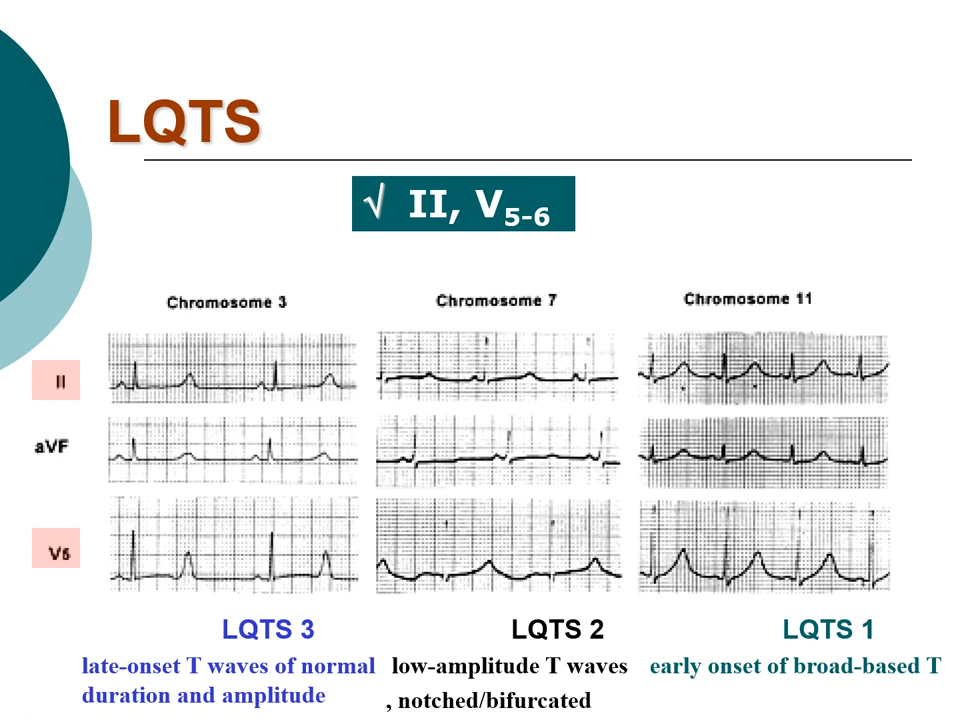 LQTS
√ II, V5-6
Chromosome 3
Chromosome 7
Chromosome 11
II
aVF
V5
LQTS 3
LQTS 2
LQTS 1
late-onset T waves of normal
duration and amplitude
low-amplitude T waves
, notched/bifurcated
early onset of broad-based T